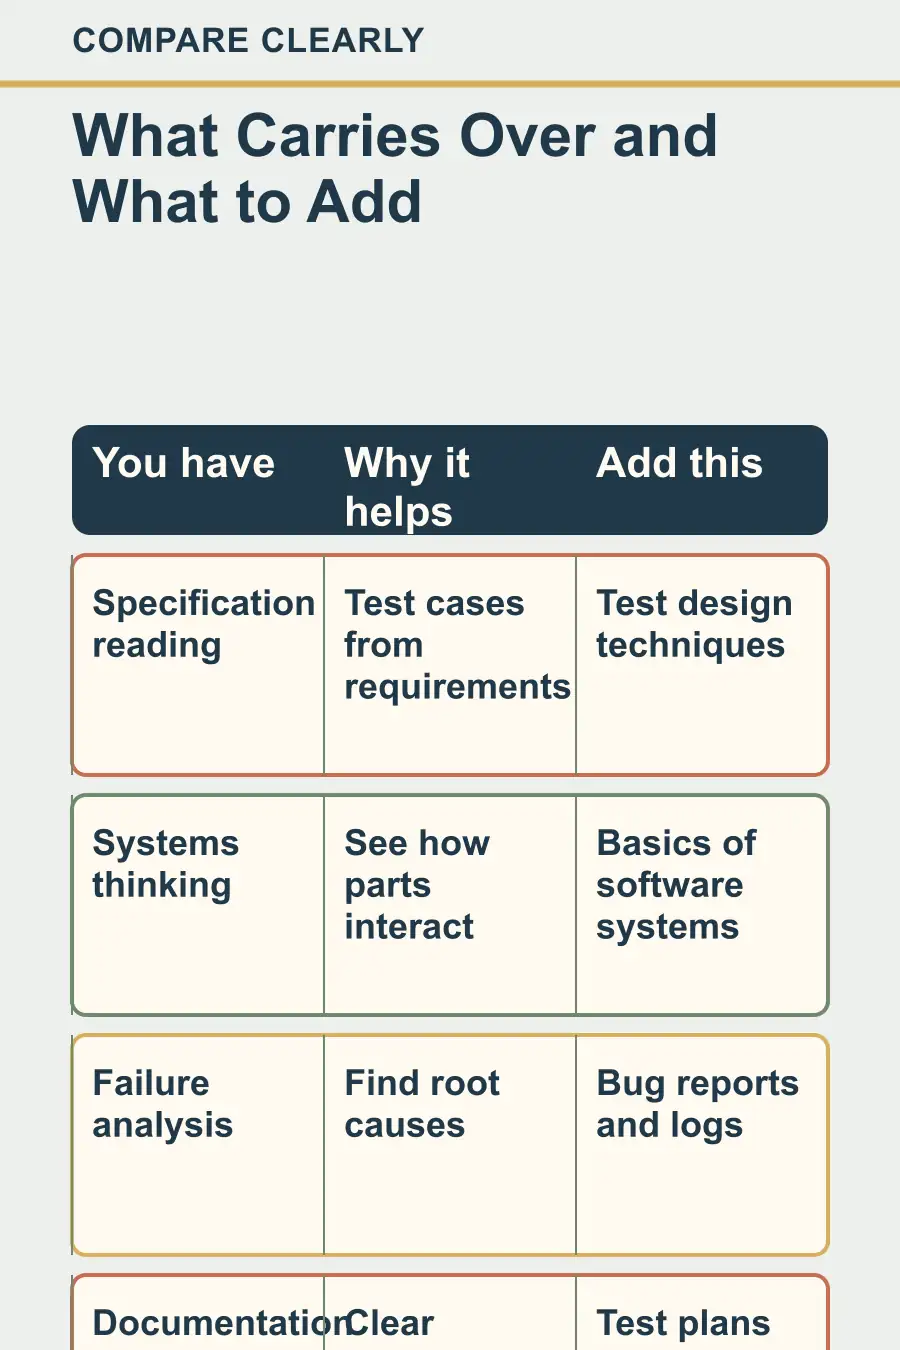 COMPARE CLEARLY
What Carries Over and
What to Add
You have
Why it
helps
Add this
Specification
reading
Test cases
from
requirements
Test design
techniques
Systems
thinking
See how
parts
interact
Basics of
software
systems
Failure
analysis
Find root
causes
Bug reports
and logs
Documentation
Clear
Test plans